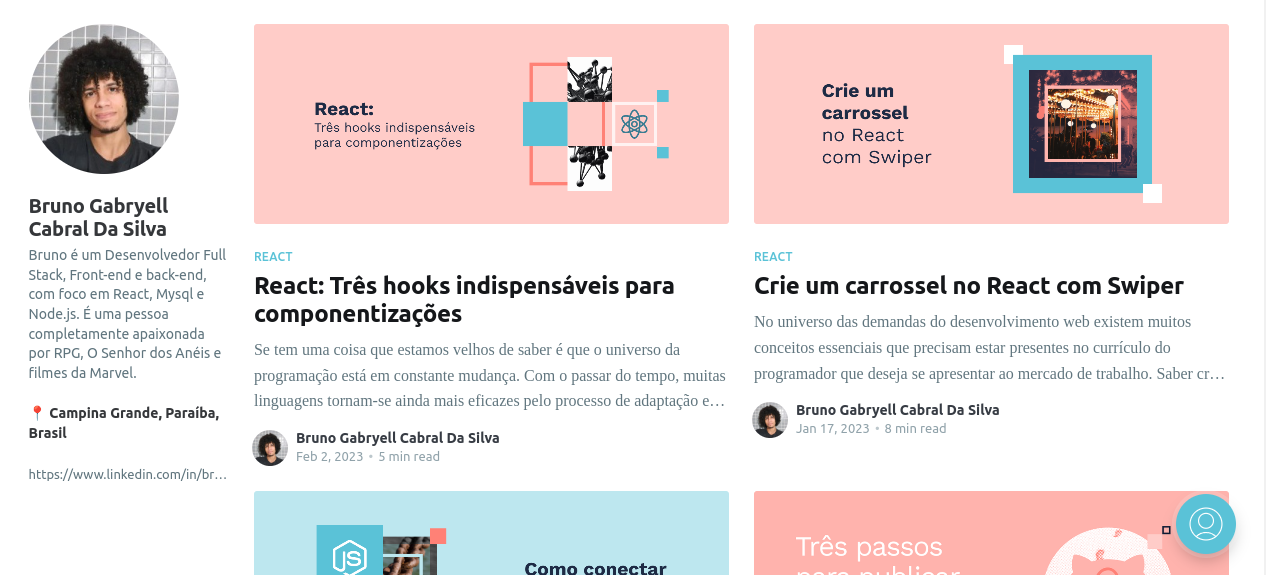 Bruno Gabryell
Cabral Da Silva
Bruno é um Desenvolvedor Full
Stack, Front-end e back-end,
com foco em React, Mysql e
Node.js. É uma pessoa
completamente apaixonada
por RPG, O Senhor dos Anéis e
filmes da Marvel.
📍 Campina Grande, Paraíba,
Brasil
https://www.linkedin.com/in/br…
React:
Três hooks indispensáveis
para componentizações
REACT
React: Três hooks indispensáveis para
componentizações
Se tem uma coisa que estamos velhos de saber é que o universo da
programação está em constante mudança. Com o passar do tempo, muitas
linguagens tornam-se ainda mais eficazes pelo processo de adaptação e…
Bruno Gabryell Cabral Da Silva
Feb 2, 2023 • 5 min read
Crie um
carrossel
no React
com Swiper
REACT
Crie um carrossel no React com Swiper
No universo das demandas do desenvolvimento web existem muitos
conceitos essenciais que precisam estar presentes no currículo do
programador que deseja se apresentar ao mercado de trabalho. Saber cr…
Bruno Gabryell Cabral Da Silva
Jan 17, 2023 • 8 min read
JS
Como conectar
Três passos
para publicar